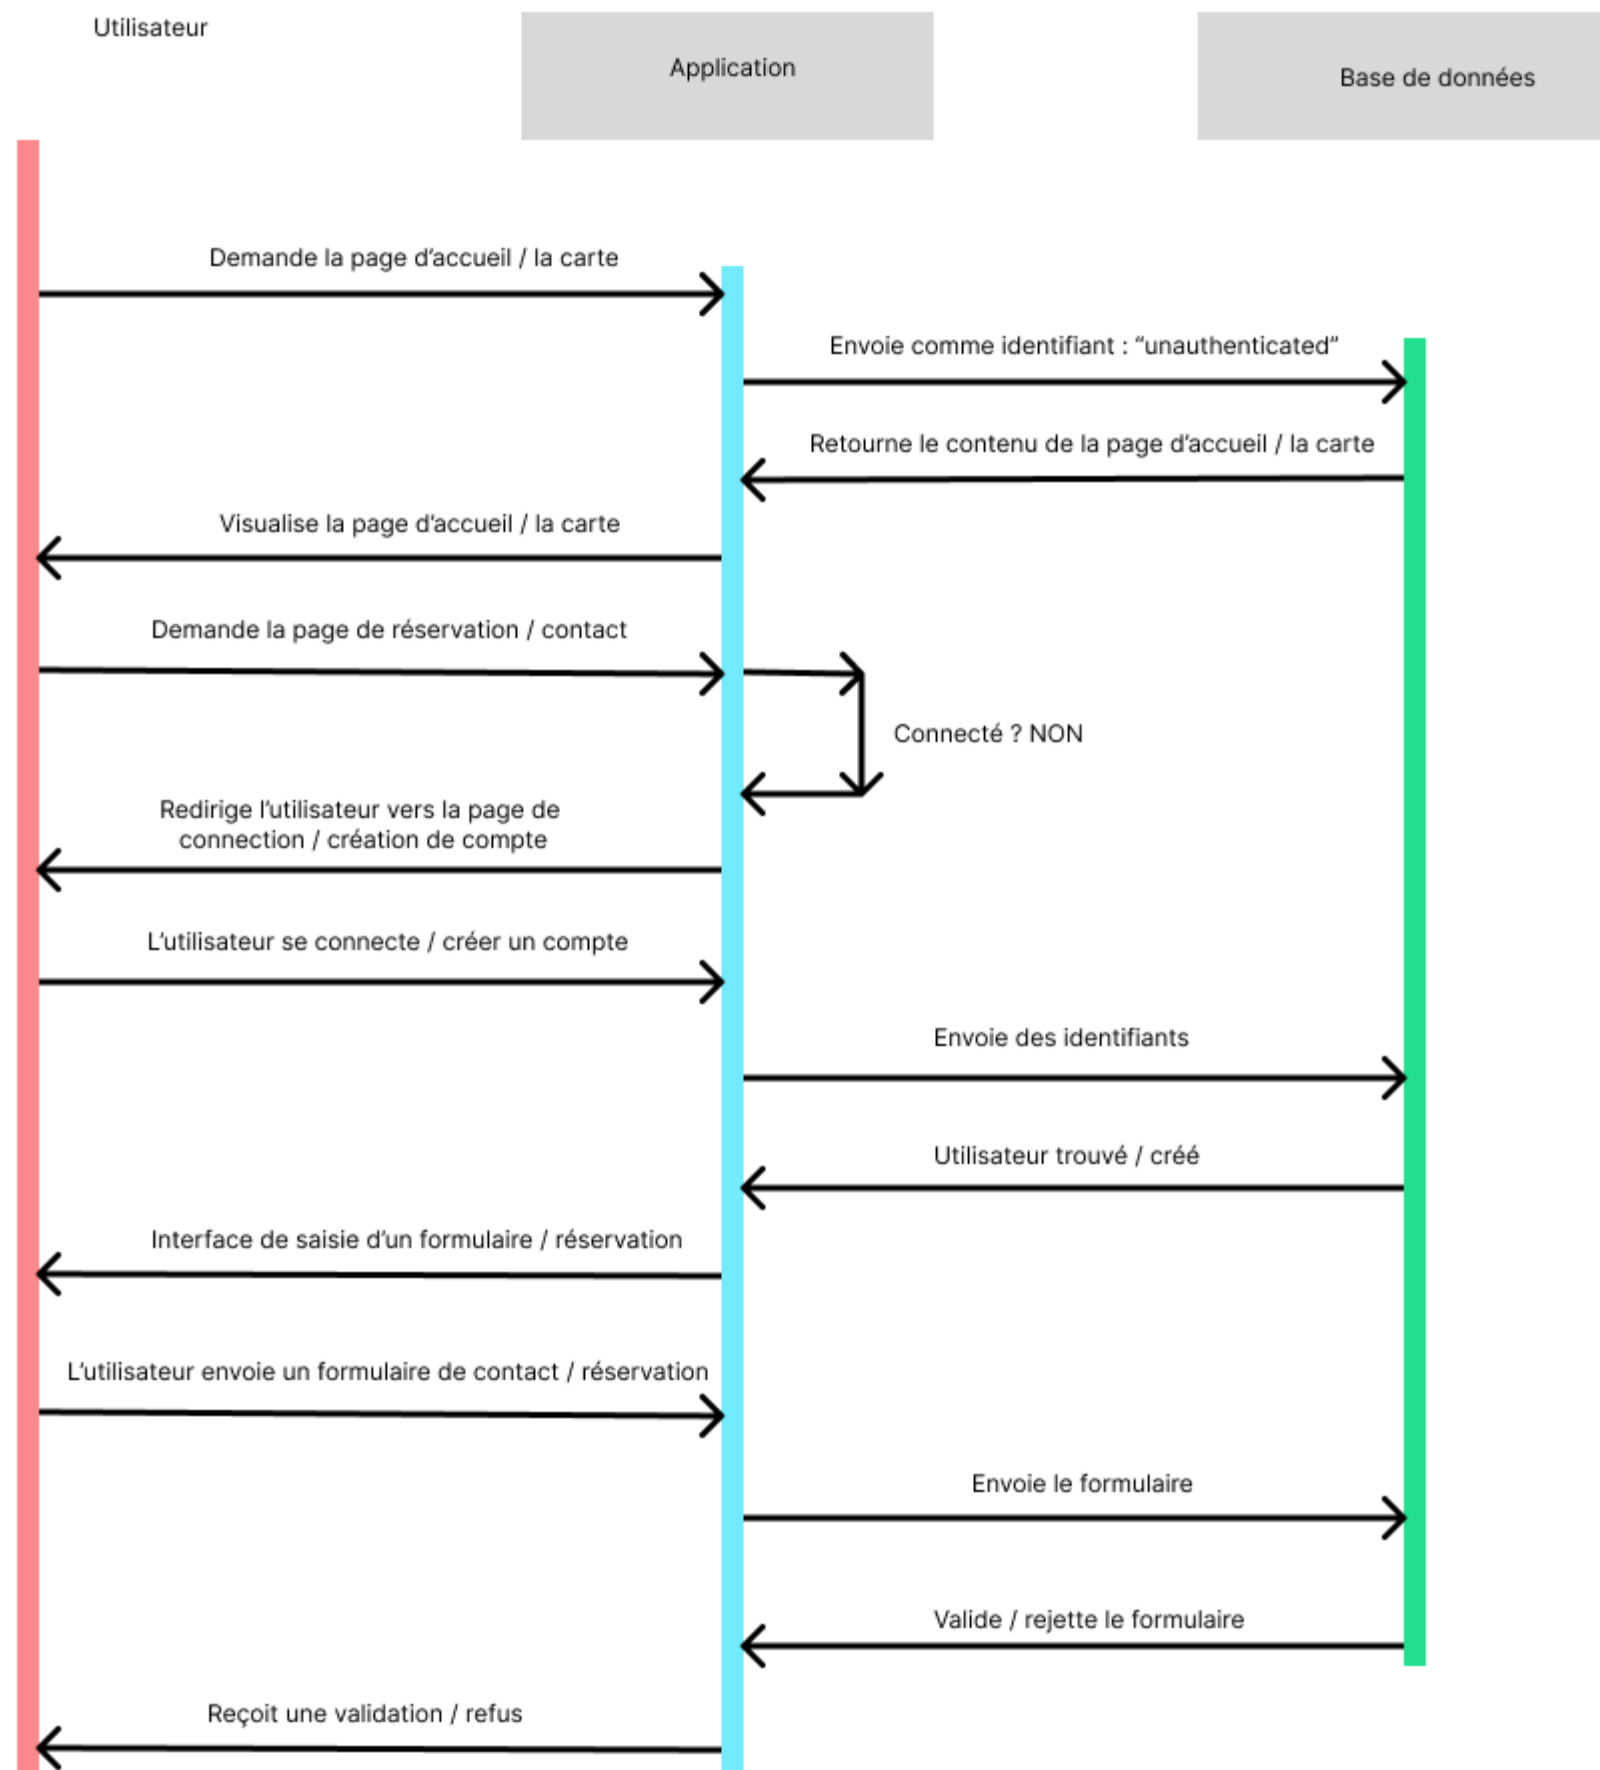 Utilisateur
Application
Base de données
Demande la page d’accueil / la carte
Envoie comme identifiant : “unauthenticated”
Retourne le contenu de la page d’accueil / la carte
Visualise la page d’accueil / la carte
Demande la page de réservation / contact
Connecté ? NON
Redirige l’utilisateur vers la page de
connection / création de compte
L’utilisateur se connecte / créer un compte
Envoie des identifiants
Utilisateur trouvé / créé
Interface de saisie d’un formulaire / réservation
L’utilisateur envoie un formulaire de contact / réservation
Envoie le formulaire
Valide / rejette le formulaire
Reçoit une validation / refus